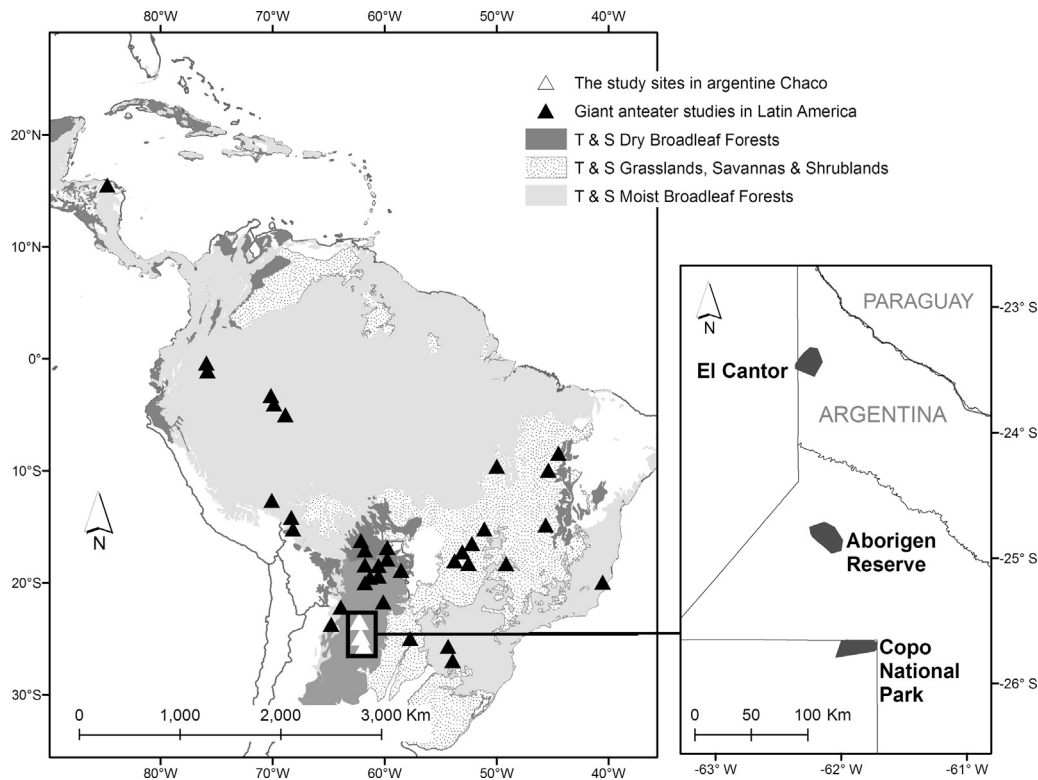 80°W 70°W 60°W 50°W 40°W
20°N
10°N
0°
10°S
20°S
30°S
The study sites in argentine Chaco
Giant anteater studies in Latin America
T & S Dry Broadleaf Forests
T & S Grasslands, Savannas & Shrublands
T & S Moist Broadleaf Forests
N
0 1,000 2,000 3,000 Km
80°W 70°W 60°W 50°W 40°W
N
PARAGUAY
El Cantor
ARGENTINA
Aborigen
Reserve
Copo
National
Park
0 50 100 Km
-23° S
-24° S
-25° S
-26° S
-63° W -62° W -61° W